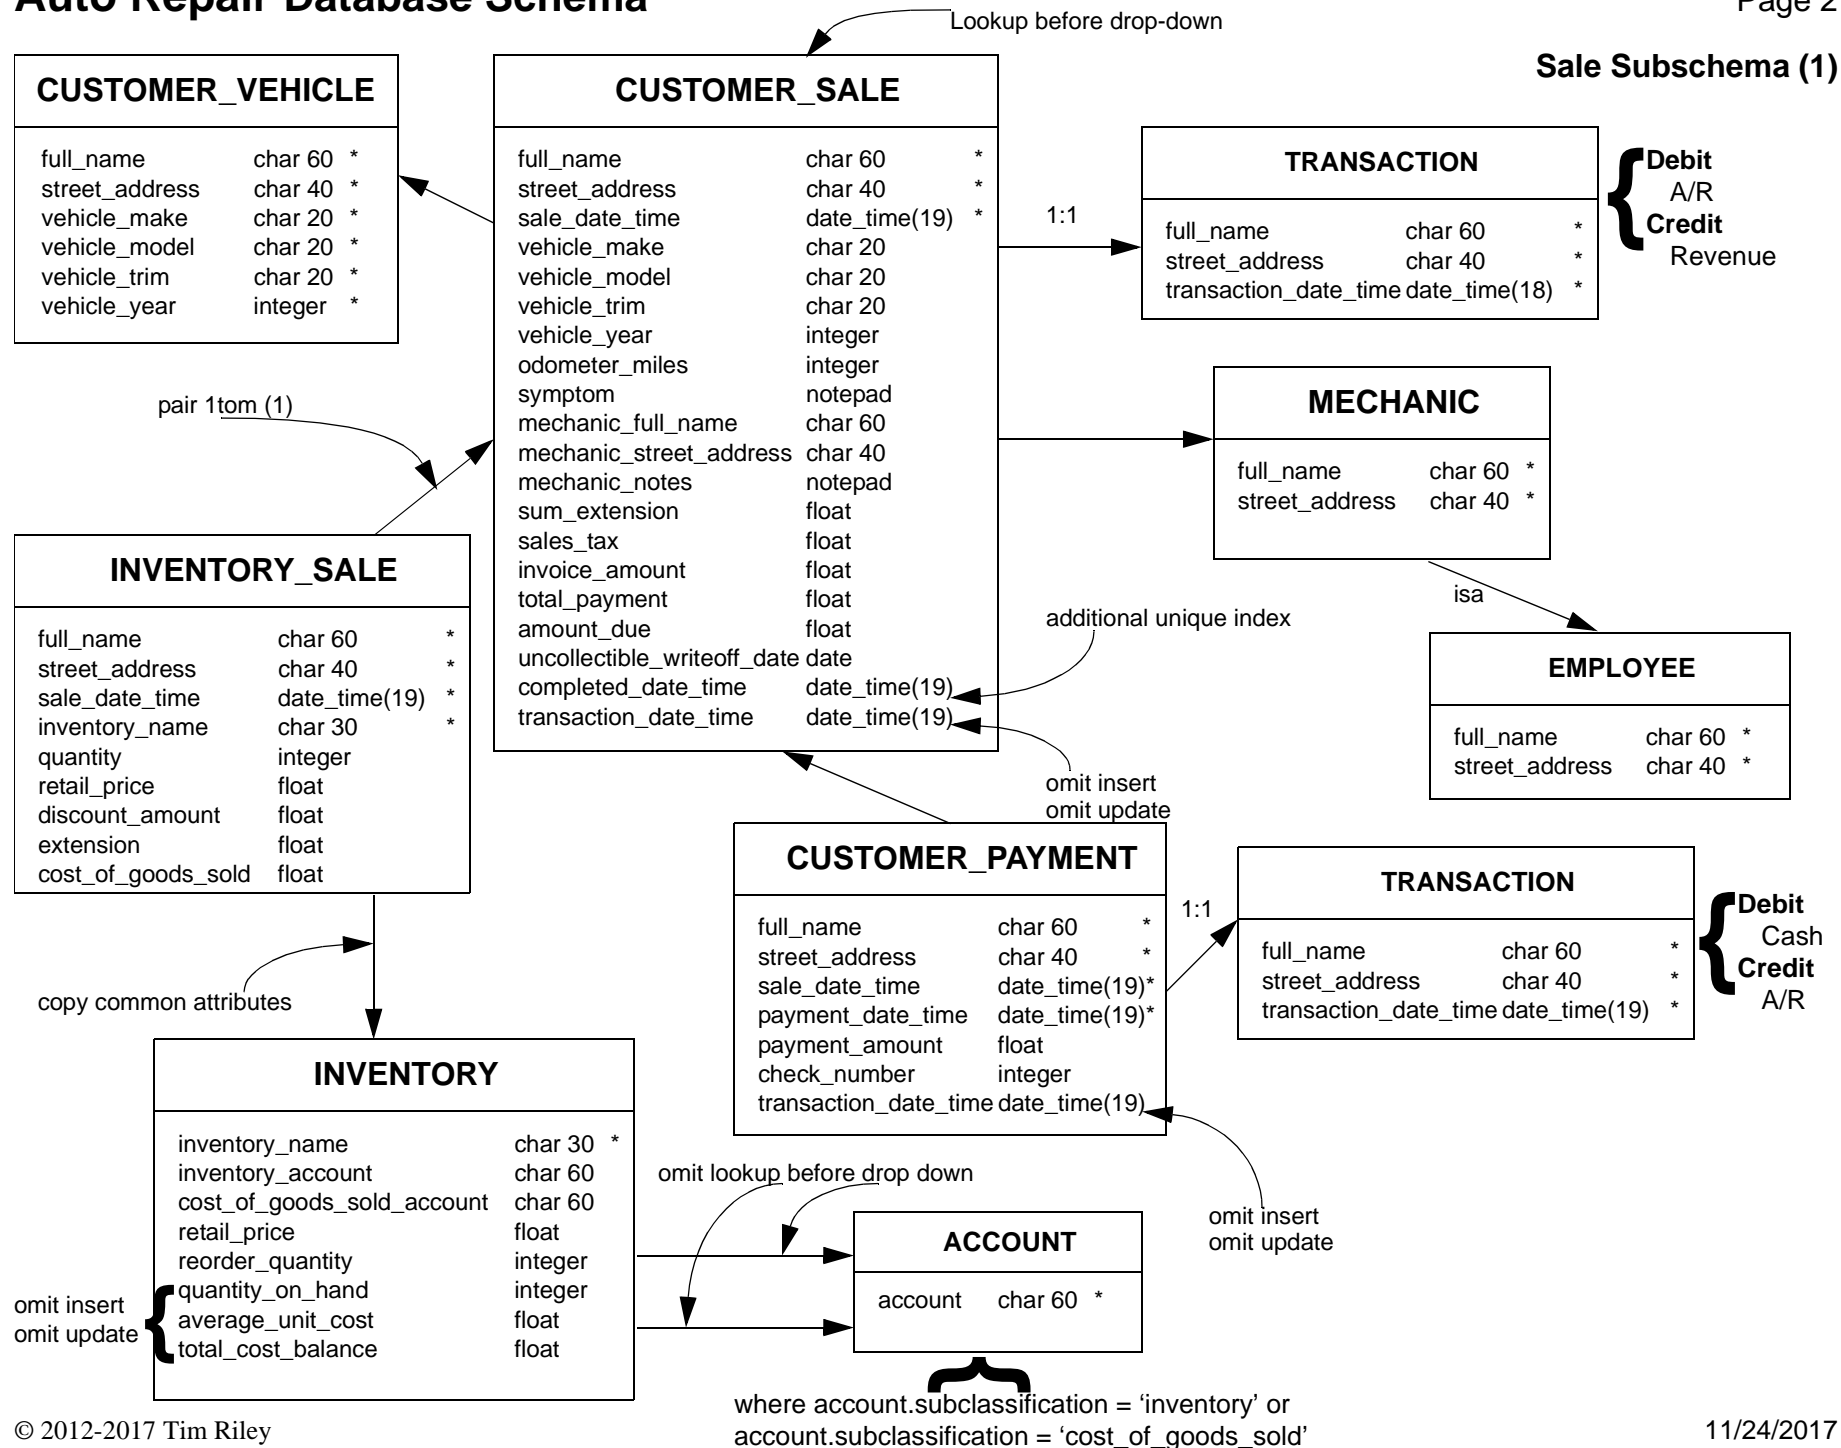 Auto Repair Database Schema
Page 2
Lookup before drop-down
Sale Subschema (1)
CUSTOMER_VEHICLE
full_name char 60 *
street_address char 40 *
vehicle_make char 20 *
vehicle_model char 20 *
vehicle_trim char 20 *
vehicle_year integer *
CUSTOMER_SALE
full_name char 60 *
street_address char 40 *
sale_date_time date_time(19) *
vehicle_make char 20
vehicle_model char 20
vehicle_trim char 20
vehicle_year integer
odometer_miles integer
symptom notepad
mechanic_full_name char 60
mechanic_street_address char 40
mechanic_notes notepad
sum_extension float
sales_tax float
invoice_amount float
total_payment float
amount_due float
uncollectible_writeoff_date date
completed_date_time date_time(19)
transaction_date_time date_time(19)
1:1
TRANSACTION
full_name char 60 *
street_address char 40 *
transaction_date_time date_time(18) *
Debit
A/R
Credit
Revenue
pair 1tom (1)
MECHANIC
full_name char 60 *
street_address char 40 *
isa
EMPLOYEE
full_name char 60 *
street_address char 40 *
additional unique index
omit insert
omit update
INVENTORY_SALE
full_name char 60 *
street_address char 40 *
sale_date_time date_time(19) *
inventory_name char 30 *
quantity integer
retail_price float
discount_amount float
extension float
cost_of_goods_sold float
copy common attributes
CUSTOMER_PAYMENT
full_name char 60 *
street_address char 40 *
sale_date_time date_time(19)*
payment_date_time date_time(19)*
payment_amount float
check_number integer
transaction_date_time date_time(19)
1:1
TRANSACTION
full_name char 60 *
street_address char 40 *
transaction_date_time date_time(19) *
Debit
Cash
Credit
A/R
omit insert
omit update
INVENTORY
inventory_name char 30 *
inventory_account char 60
cost_of_goods_sold_account char 60
retail_price float
reorder_quantity integer
quantity_on_hand integer
average_unit_cost float
total_cost_balance float
omit insert
omit update
omit lookup before drop down
ACCOUNT
account char 60 *
where account.subclassification = ‘inventory’ or
account.subclassification = ‘cost_of_goods_sold’
© 2012-2017 Tim Riley
11/24/2017